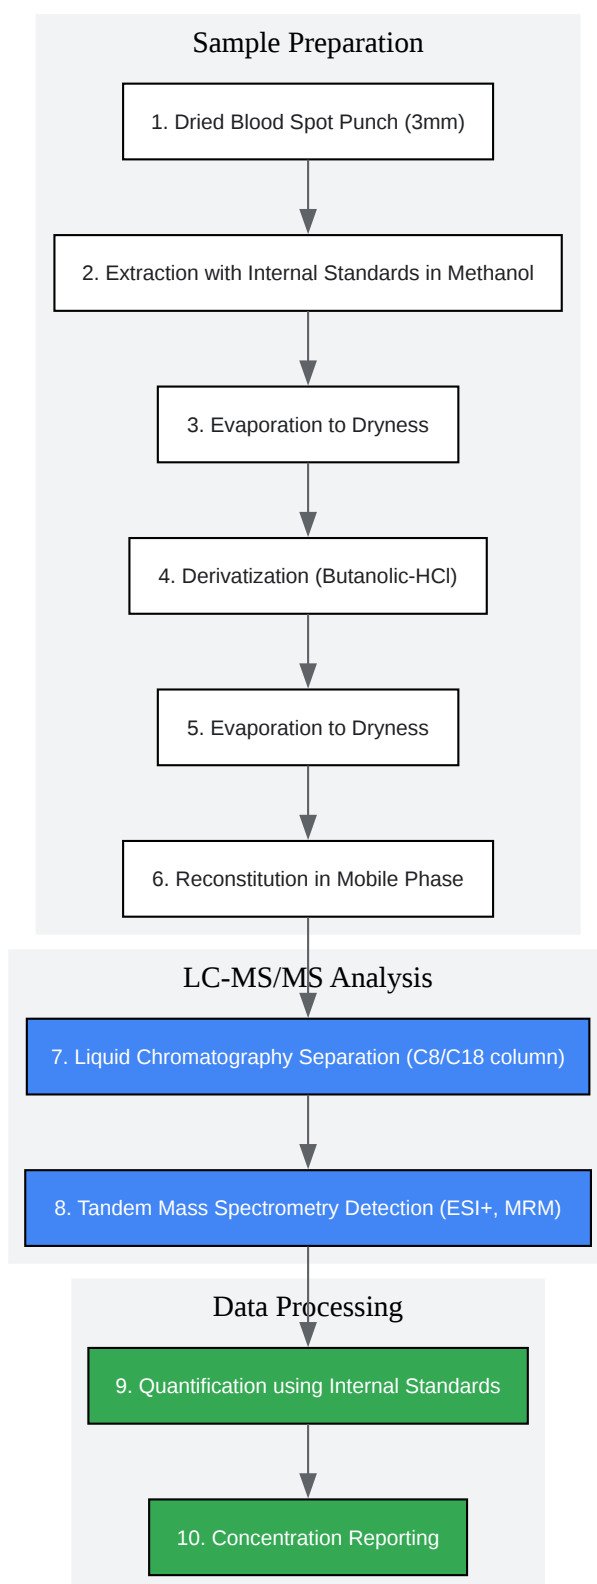 Sample Preparation
1. Dried Blood Spot Punch (3mm)
2. Extraction with Internal Standards in Methanol
3. Evaporation to Dryness
4. Derivatization (Butanolic-HCl)
5. Evaporation to Dryness
6. Reconstitution in Mobile Phase
LC-MS/MS Analysis
7. Liquid Chromatography Separation (C8/C18 column)
8. Tandem Mass Spectrometry Detection (ESI+, MRM)
Data Processing
9. Quantification using Internal Standards
10. Concentration Reporting